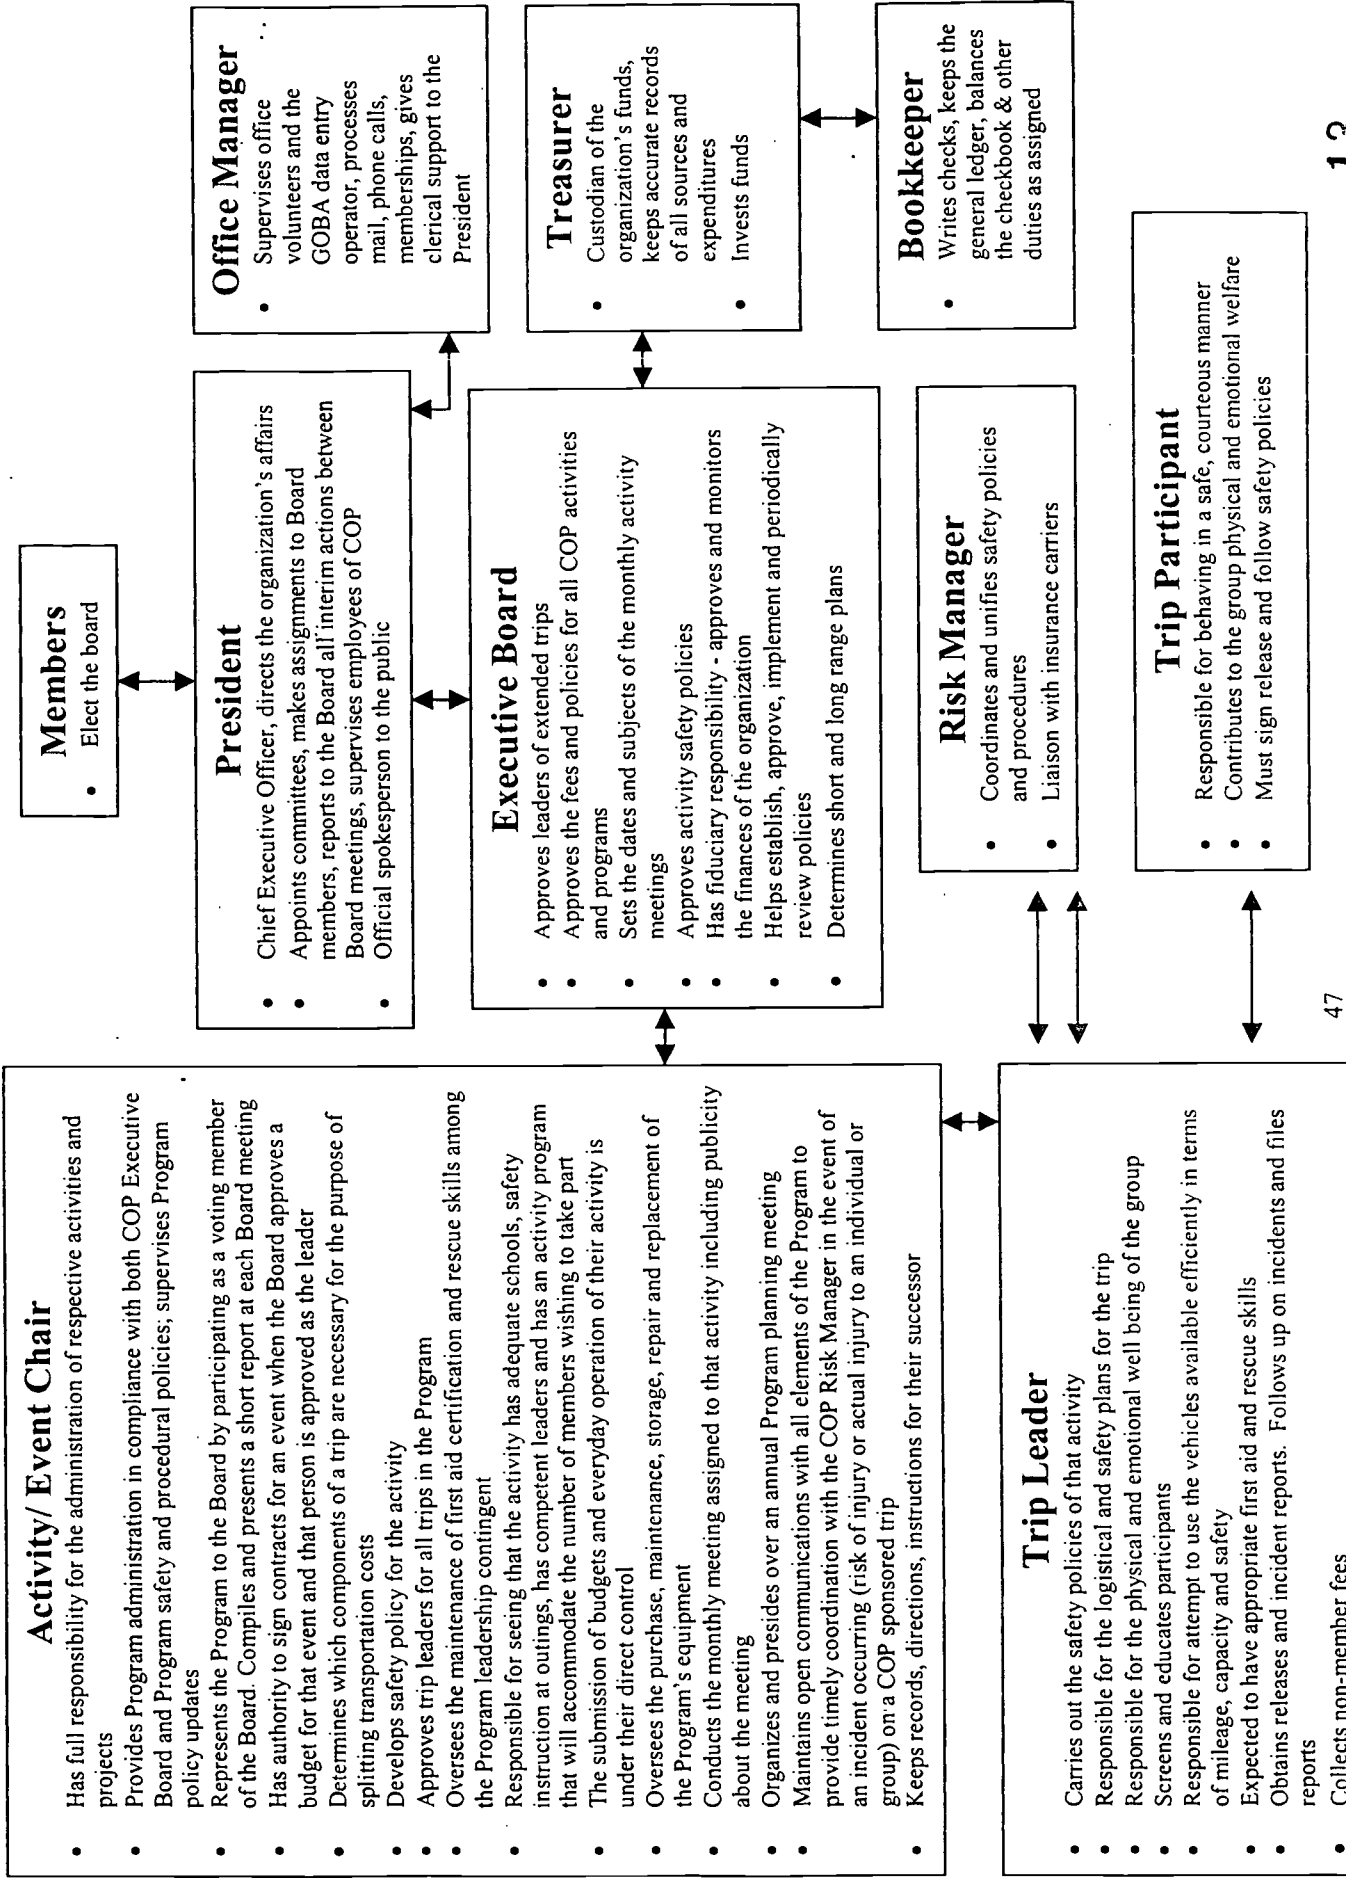 Members
• Elect the board
President
• Chief Executive Officer, directs the organization's affairs
• Appoints committees, makes assignments to Board
members, reports to the Board all interim actions between
Board meetings, supervises employees of COP
• Official spokesperson to the public
Office Manager
• Supervises office
volunteers and the
GOBA data entry
operator, processes
mail, phone calls,
memberships, gives
clerical support to the
President
Executive Board
• Approves leaders of extended trips
• Approves the fees and policies for all COP activities
and programs
• Sets the dates and subjects of the monthly activity
meetings
• Approves activity safety policies
• Has fiduciary responsibility - approves and monitors
the finances of the organization
• Helps establish, approve, implement and periodically
review policies
• Determines short and long range plans
Treasurer
• Custodian of the
organization's funds,
keeps accurate records
of all sources and
expenditures
• Invests funds
Bookkeeper
• Writes checks, keeps the
general ledger, balances
the checkbook & other
duties as assigned
Activity/ Event Chair
• Has full responsibility for the administration of respective activities and
projects
• Provides Program administration in compliance with both COP Executive
Board and Program safety and procedural policies; supervises Program
policy updates
• Represents the Program to the Board by participating as a voting member
of the Board. Compiles and presents a short report at each Board meeting
• Has authority to sign contracts for an event when the Board approves a
budget for that event and that person is approved as the leader
• Determines which components of a trip are necessary for the purpose of
splitting transportation costs
• Develops safety policy for the activity
• Approves trip leaders for all trips in the Program
• Oversees the maintenance of first aid certification and rescue skills among
the Program leadership contingent
• Responsible for seeing that the activity has adequate schools, safety
instruction at outings, has competent leaders and has an activity program
that will accommodate the number of members wishing to take part
• The submission of budgets and everyday operation of their activity is
under their direct control
• Oversees the purchase, maintenance, storage, repair and replacement of
the Program's equipment
• Conducts the monthly meeting assigned to that activity including publicity
about the meeting
• Organizes and presides over an annual Program planning meeting
• Maintains open communications with all elements of the Program to
provide timely coordination with the COP Risk Manager in the event of
an incident occurring (risk of injury or actual injury to an individual or
group) on a COP sponsored trip
• Keeps records, directions, instructions for their successor
Risk Manager
• Coordinates and unifies safety policies
and procedures
• Liaison with insurance carriers
Trip Leader
• Carries out the safety policies of that activity
• Responsible for the logistical and safety plans for the trip
• Responsible for the physical and emotional well being of the group
• Screens and educates participants
• Responsible for attempt to use the vehicles available efficiently in terms
of mileage, capacity and safety
• Expected to have appropriate first aid and rescue skills
• Obtains releases and incident reports. Follows up on incidents and files
reports
• Collects non-member fees
Trip Participant
• Responsible for behaving in a safe, courteous manner
• Contributes to the group physical and emotional welfare
• Must sign release and follow safety policies
47